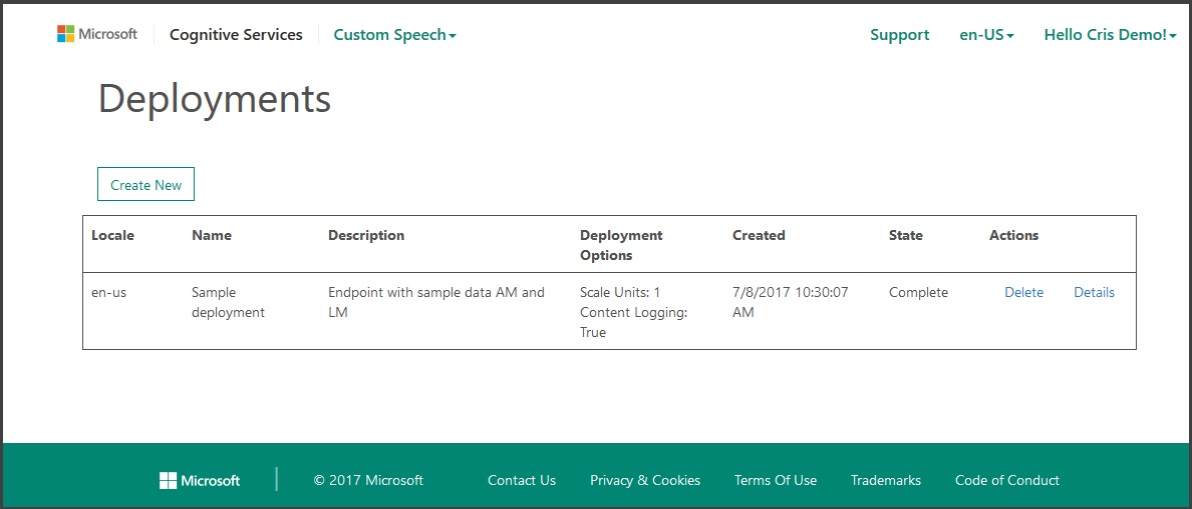 Microsoft Cognitive Services Custom Speech Support en-US Hello Cris Demo!
Deployments
Create New
Locale Name Description Deployment Options Created State Actions
en-us Sample deployment Endpoint with sample data AM and LM Scale Units: 1 Content Logging: True 7/8/2017 10:30:07 AM Complete Delete Details
Microsoft © 2017 Microsoft Contact Us Privacy & Cookies Terms Of Use Trademarks Code of Conduct